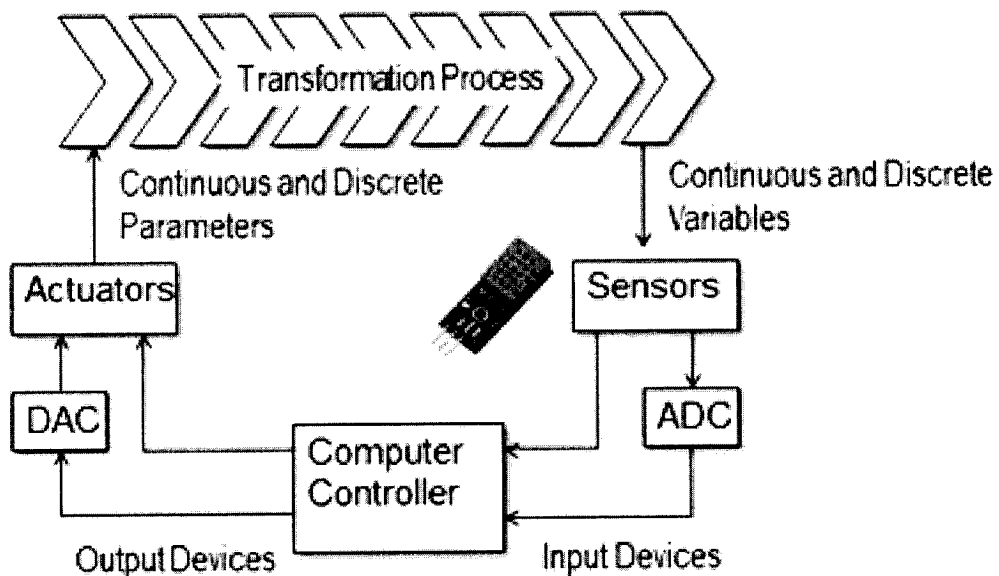 Transformation Process
Continuous and Discrete
Parameters
Continuous and Discrete
Variables
Actuators
Sensors
DAC
ADC
Computer
Controller
Output Devices
Input Devices